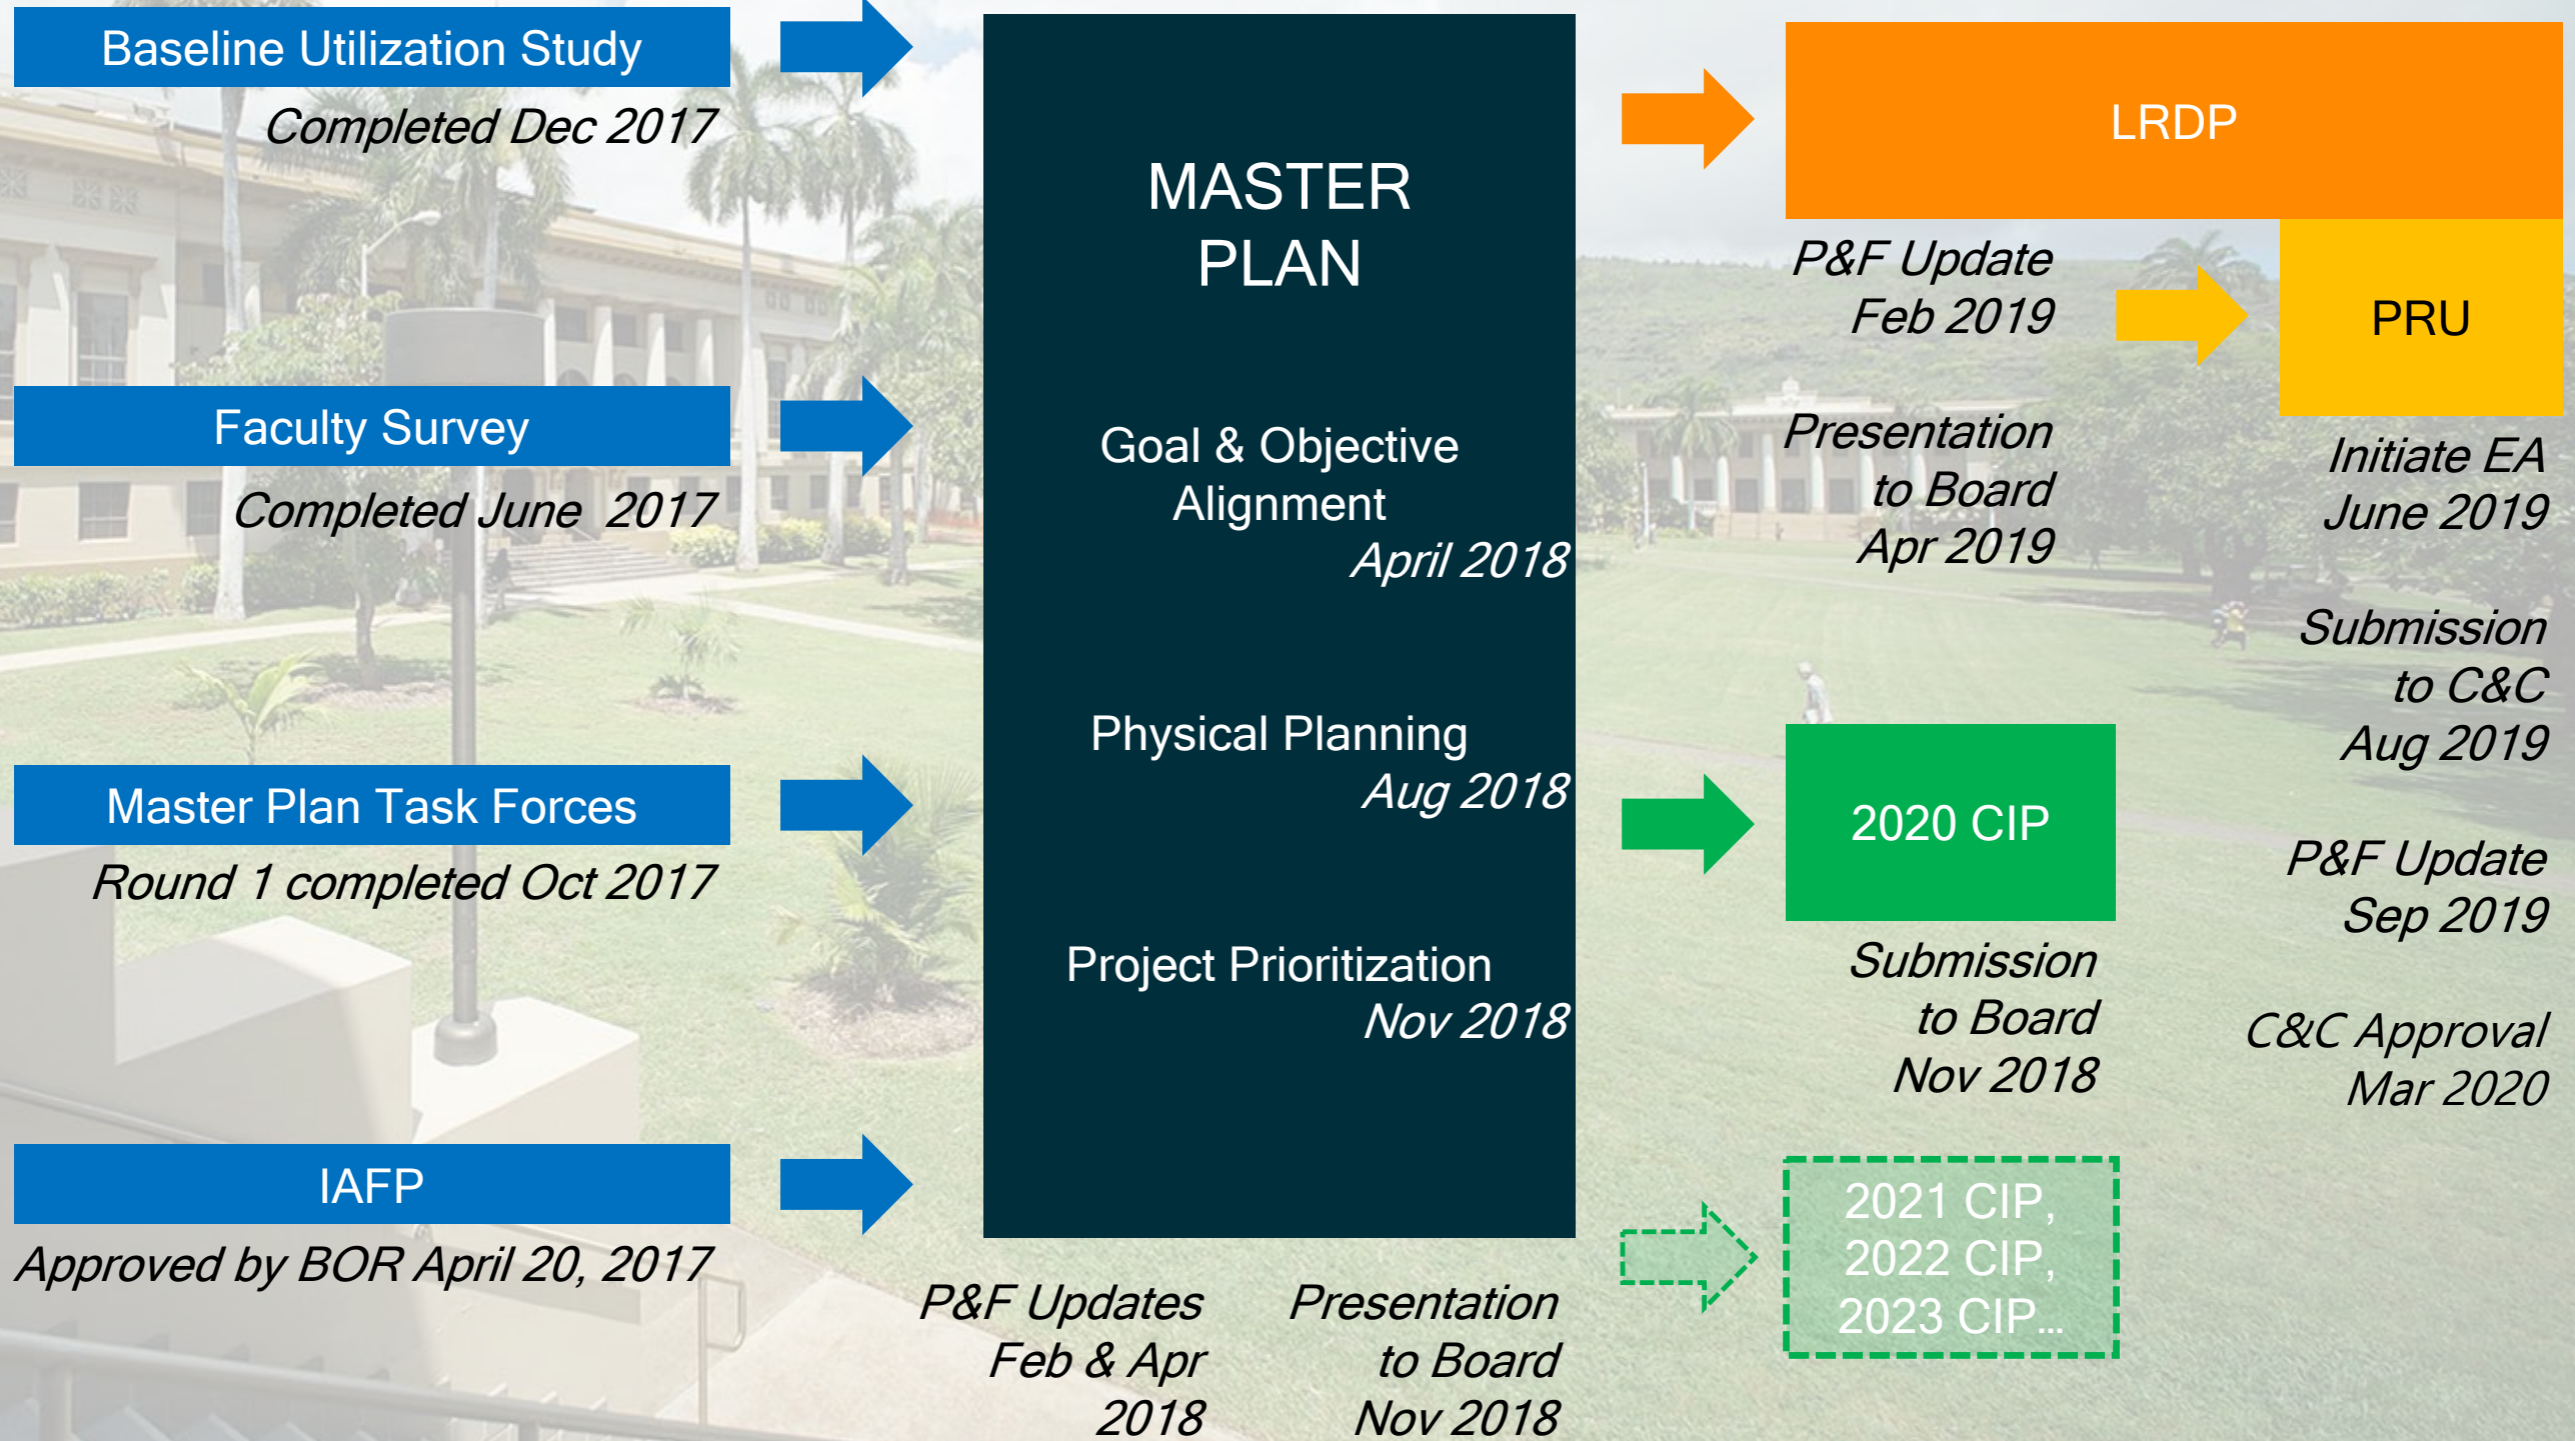 Baseline Utilization Study
Completed Dec 2017
Faculty Survey
Completed June 2017
Master Plan Task Forces
Round 1 completed Oct 2017
IAFP
Approved by BOR April 20, 2017
MASTER
PLAN
Goal & Objective
Alignment
April 2018
Physical Planning
Aug 2018
Project Prioritization
Nov 2018
P&F Updates
Feb & Apr
2018
Presentation
to Board
Nov 2018
LRDP
P&F Update
Feb 2019
Presentation
to Board
Apr 2019
PRU
Initiate EA
June 2019
Submission
to C&C
Aug 2019
P&F Update
Sep 2019
C&C Approval
Mar 2020
2020 CIP
Submission
to Board
Nov 2018
2021 CIP,
2022 CIP,
2023 CIP...